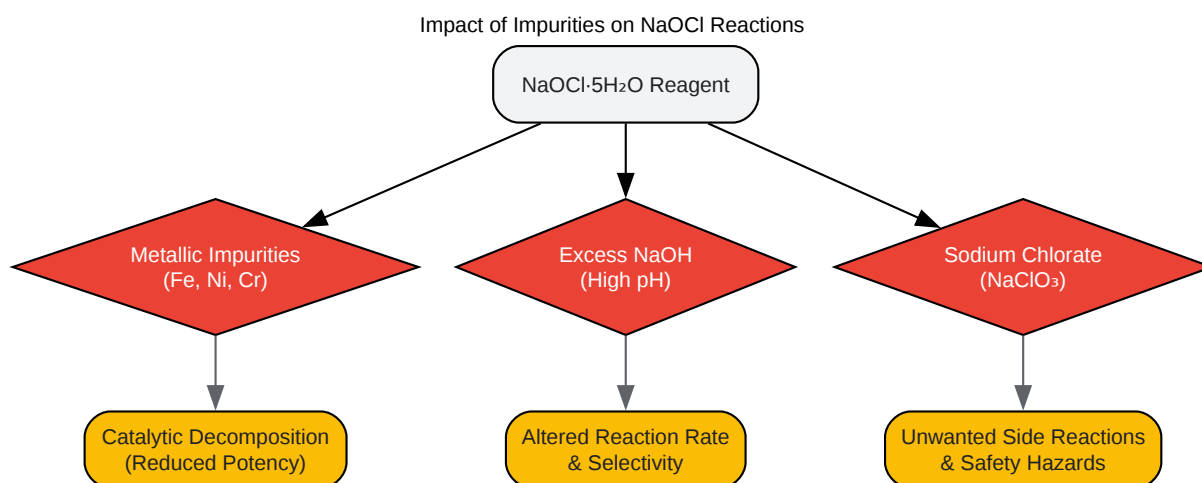 Impact of Impurities on NaOCl Reactions
NaOCl·5H₂O Reagent
Metallic Impurities
(Fe, Ni, Cr)
Excess NaOH
(High pH)
Sodium Chlorate
(NaClO₃)
Catalytic Decomposition
(Reduced Potency)
Altered Reaction Rate
& Selectivity
Unwanted Side Reactions
& Safety Hazards